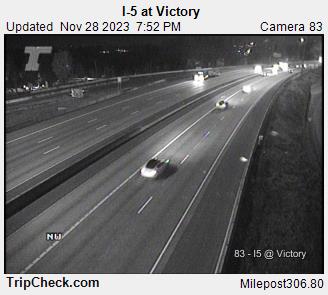 I-5 at Victory
Updated Nov 28 2023 7:52 PM Camera 83
T
NW
83 - I5 @ Victory
TripCheck.com Milepost306.80